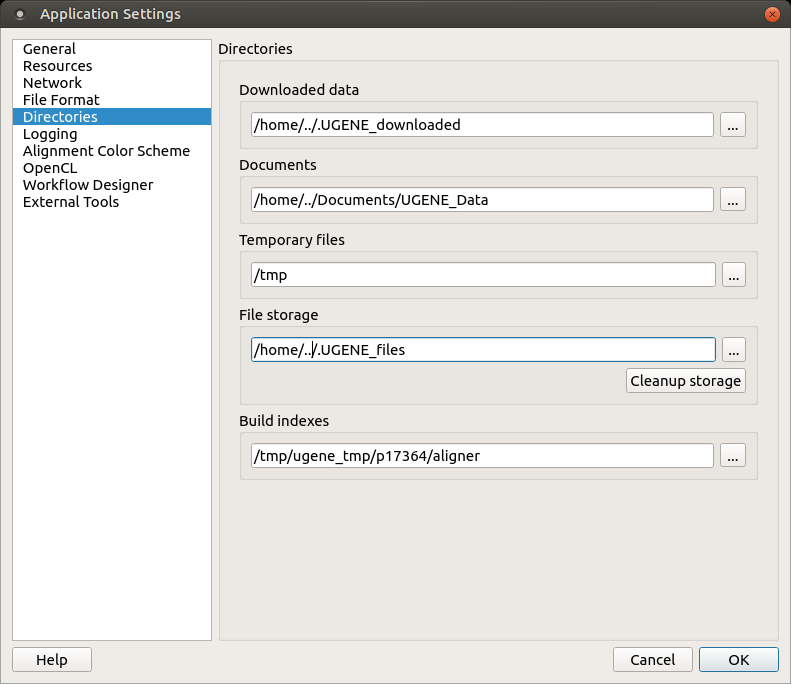 Application Settings
General
Resources
Network
File Format
Directories
Logging
Alignment Color Scheme
OpenCL
Workflow Designer
External Tools
Directories
Downloaded data
/home/../.UGENE_downloaded
...
Documents
/home/../Documents/UGENE_Data
...
Temporary files
/tmp
...
File storage
/home/../.UGENE_files
...
Cleanup storage
Build indexes
/tmp/ugene_tmp/p17364/aligner
...
Help
Cancel
OK